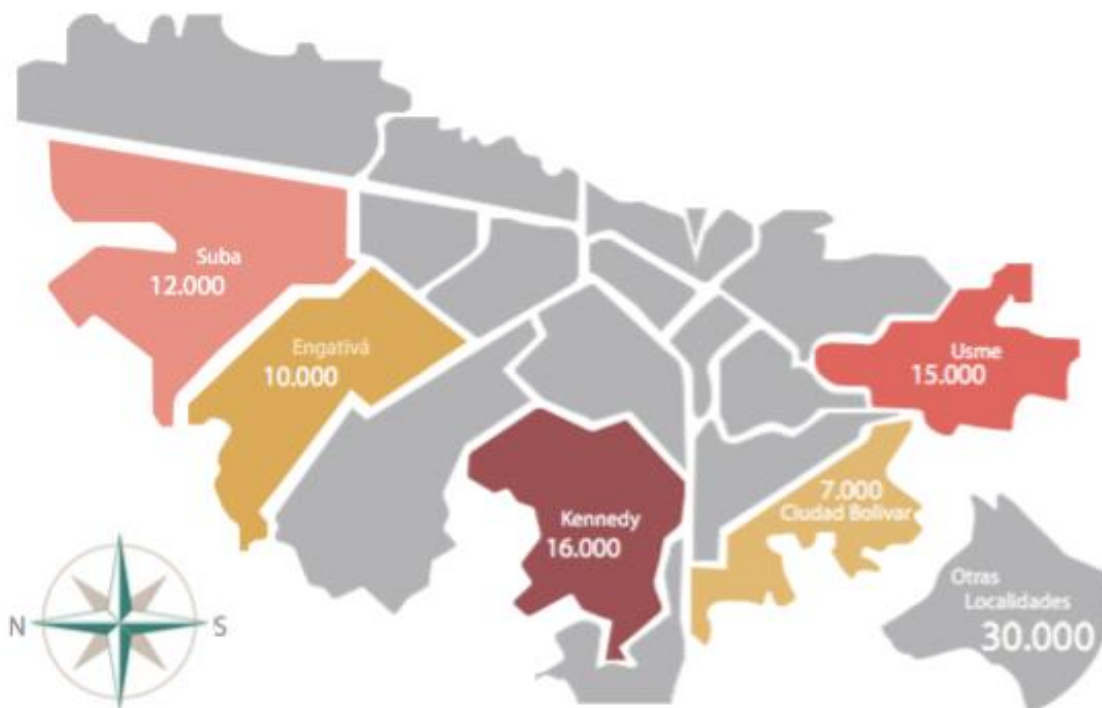 Suba
12.000
Engativá
10.000
Usme
15.000
Kennedy
16.000
7.000
Ciudad Bolivar
Otras
Localidades
30.000
N
S